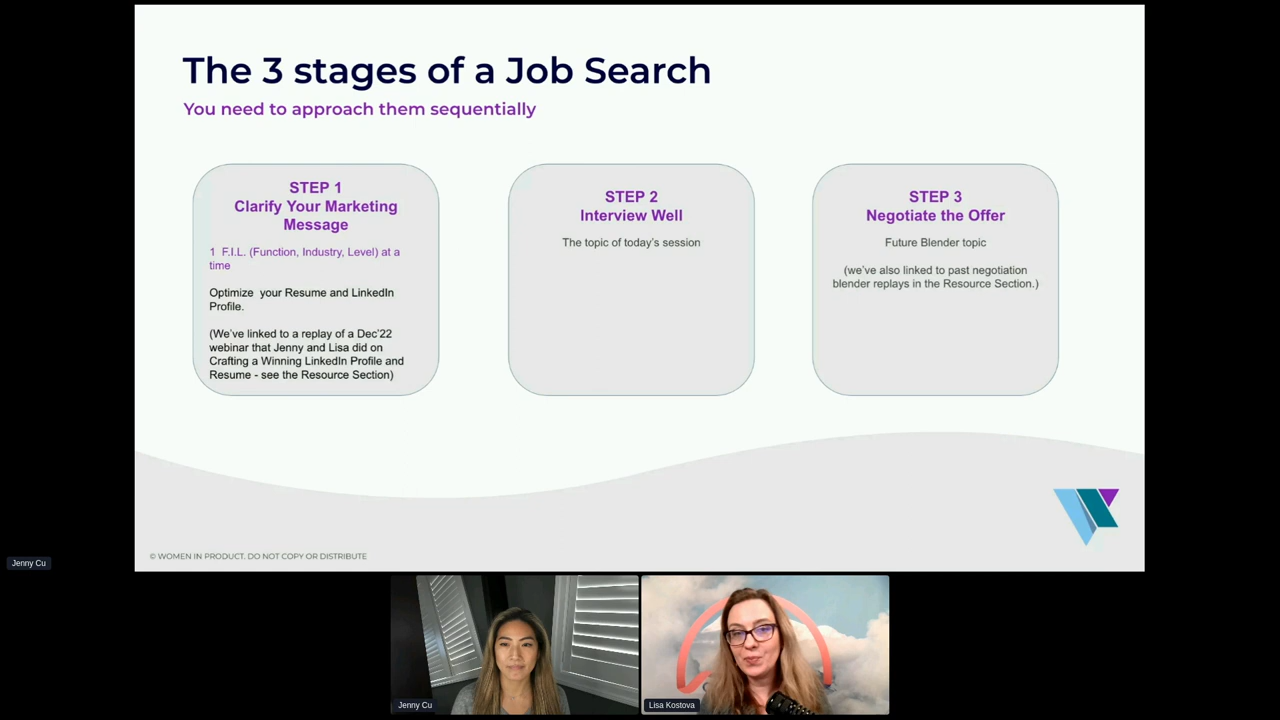 The 3 stages of a Job Search
You need to approach them sequentially
STEP 1
Clarify Your Marketing
Message
1 F.I.L. (Function, Industry, Level) at a
time
Optimize your Resume and LinkedIn
Profile.
(We've linked to a replay of a Dec'22
webinar that Jenny and Lisa did on
Crafting a Winning LinkedIn Profile and
Resume - see the Resource Section)
STEP 2
Interview Well
The topic of today's session
STEP 3
Negotiate the Offer
Future Blender topic
(we've also linked to past negotiation
blender replays in the Resource Section.)
© WOMEN IN PRODUCT. DO NOT COPY OR DISTRIBUTE
Jenny Cu
Jenny Cu
Lisa Kostova